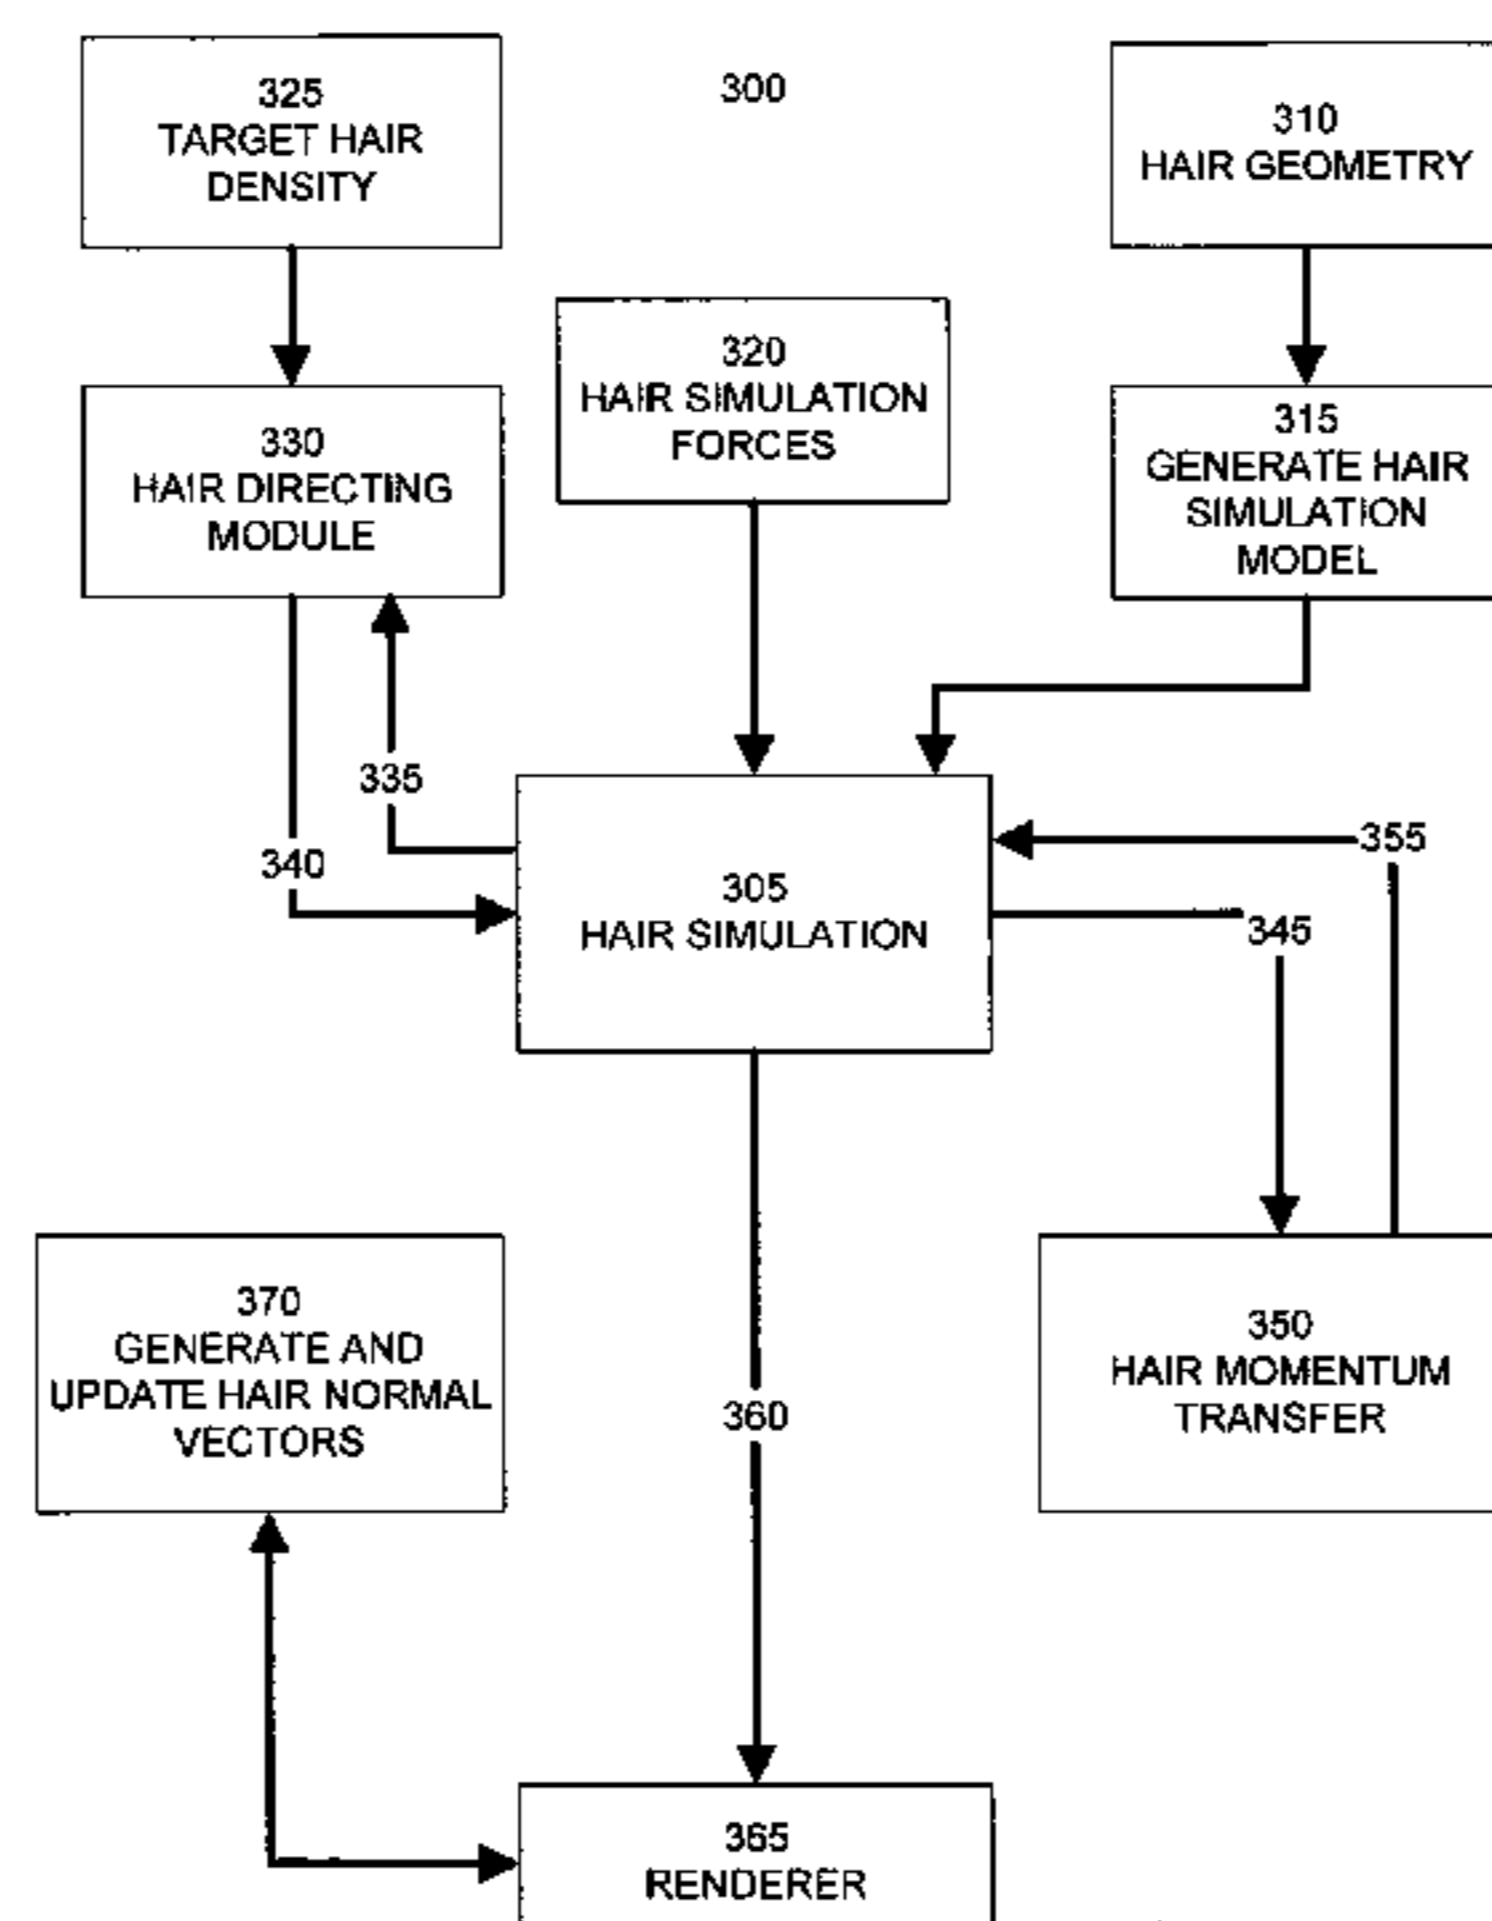 325
TARGET HAIR
DENSITY
300
310
HAIR GEOMETRY
320
HAIR SIMULATION
FORCES
330
HAIR DIRECTING
MODULE
315
GENERATE HAIR
SIMULATION
MODEL
335
340
305
HAIR SIMULATION
355
345
370
GENERATE AND
UPDATE HAIR NORMAL
VECTORS
350
HAIR MOMENTUM
TRANSFER
360
365
RENDERER